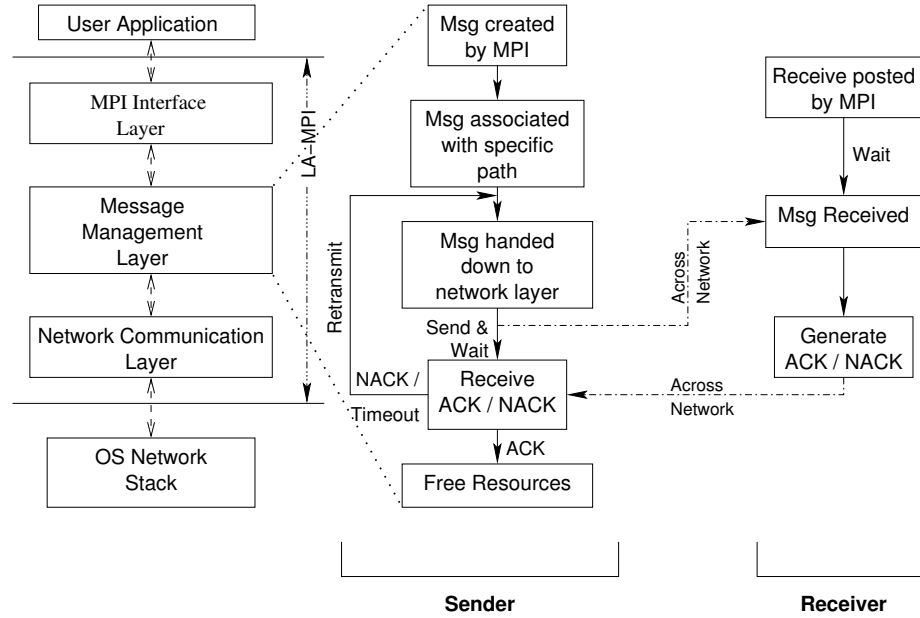 User Application
MPI Interface
Layer
Message
Management
Layer
Network Communication
Layer
OS Network
Stack
LA-MPI
Msg created
by MPI
Msg associated
with specific
path
Msg handed
down to
network layer
Retransmit
Send &
Wait
NACK /
Timeout
Receive
ACK / NACK
ACK
Free Resources
Across
Network
Across
Network
Receive posted
by MPI
Wait
Msg Received
Generate
ACK / NACK
Sender
Receiver